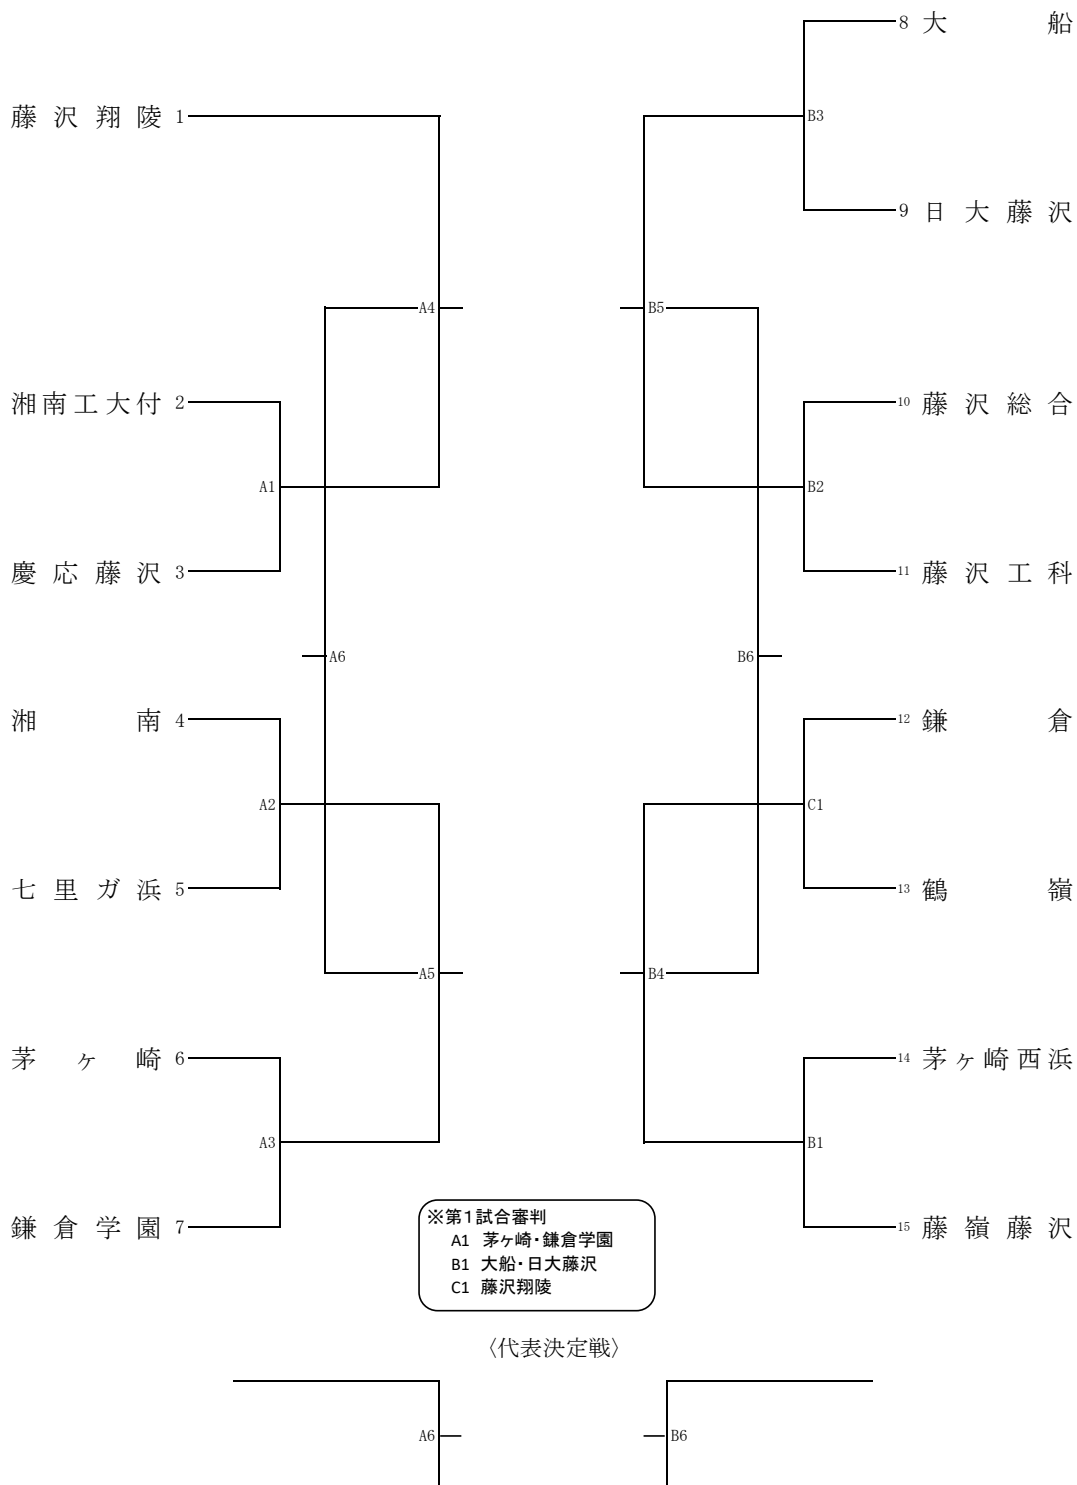 8 大船
藤沢翔陵 1
B3
9 日大藤沢
A4
B5
湘南工大付 2
10 藤沢総合
A1
B2
慶応藤沢 3
11 藤沢工科
A6
B6
湘南 4
12 鎌倉
A2
C1
七里ガ浜 5
13 鶴嶺
A5
B4
茅ヶ崎 6
14 茅ヶ崎西浜
A3
B1
鎌倉学園 7
15 藤嶺藤沢
※第1試合審判
A1 茅ヶ崎・鎌倉学園
B1 大船・日大藤沢
C1 藤沢翔陵
〈代表決定戦〉
A6
B6